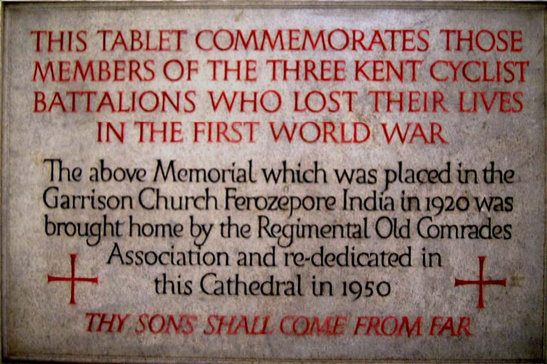 THIS TABLET COMMEMORATES THOSE
MEMBERS OF THE THREE KENT CYCLIST
BATTALIONS WHO LOST THEIR LIVES
IN THE FIRST WORLD WAR
The above Memorial which was placed in the
Garrison Church Ferozepore India in 1920 was
brought home by the Regimental Old Comrades
Association and re-dedicated in
this Cathedral in 1950
THY SONS SHALL COME FROM FAR